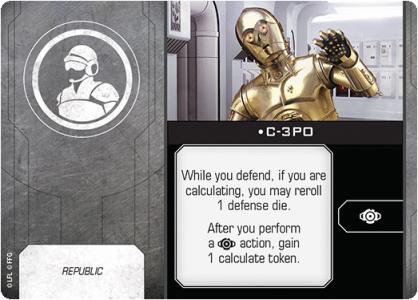 •C-3PO
While you defend, if you are
calculating, you may reroll
1 defense die.
After you perform
a action, gain
1 calculate token.
REPUBLIC
© LFL © FFG